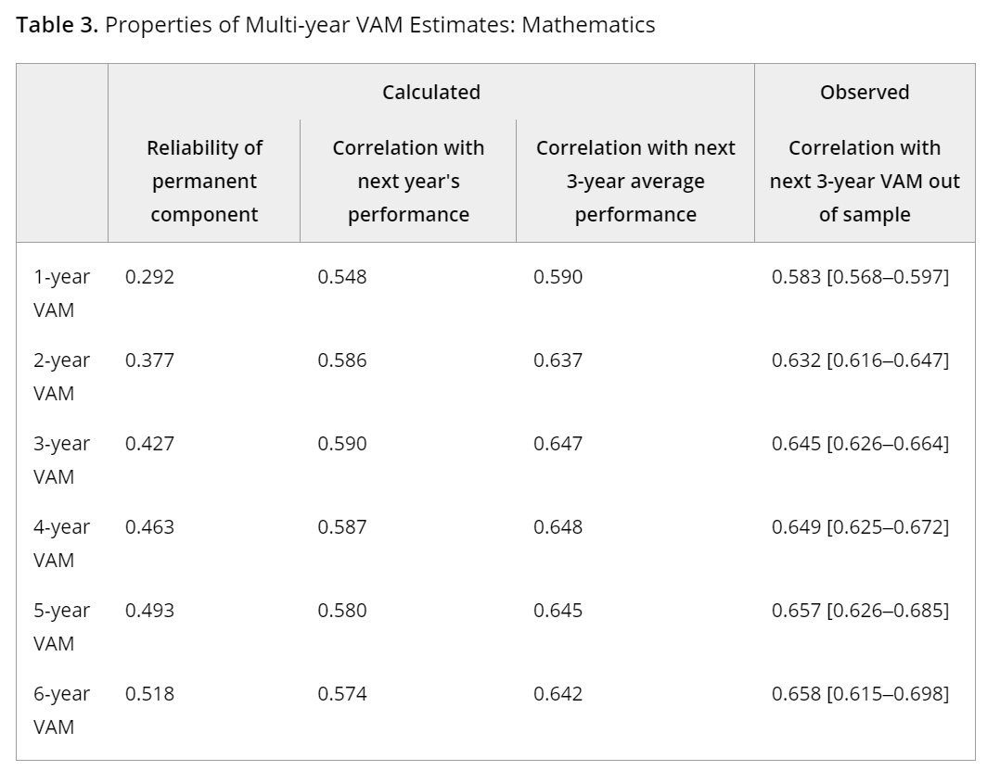 Table 3. Properties of Multi-year VAM Estimates: Mathematics
Calculated Observed
Reliability of permanent component Correlation with next year's performance Correlation with next 3-year average performance Correlation with next 3-year VAM out of sample
1-year VAM 0.292 0.548 0.590 0.583 [0.568–0.597]
2-year VAM 0.377 0.586 0.637 0.632 [0.616–0.647]
3-year VAM 0.427 0.590 0.647 0.645 [0.626–0.664]
4-year VAM 0.463 0.587 0.648 0.649 [0.625–0.672]
5-year VAM 0.493 0.580 0.645 0.657 [0.626–0.685]
6-year VAM 0.518 0.574 0.642 0.658 [0.615–0.698]